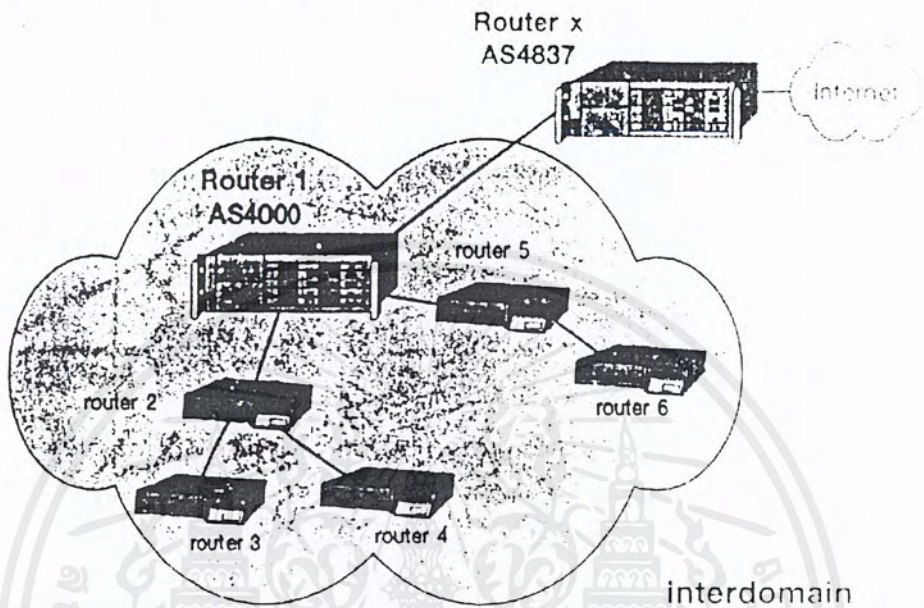 Router x
AS4837
Internet
Router 1
AS4000
router 5
router 2
router 6
router 3
router 4
interdomain